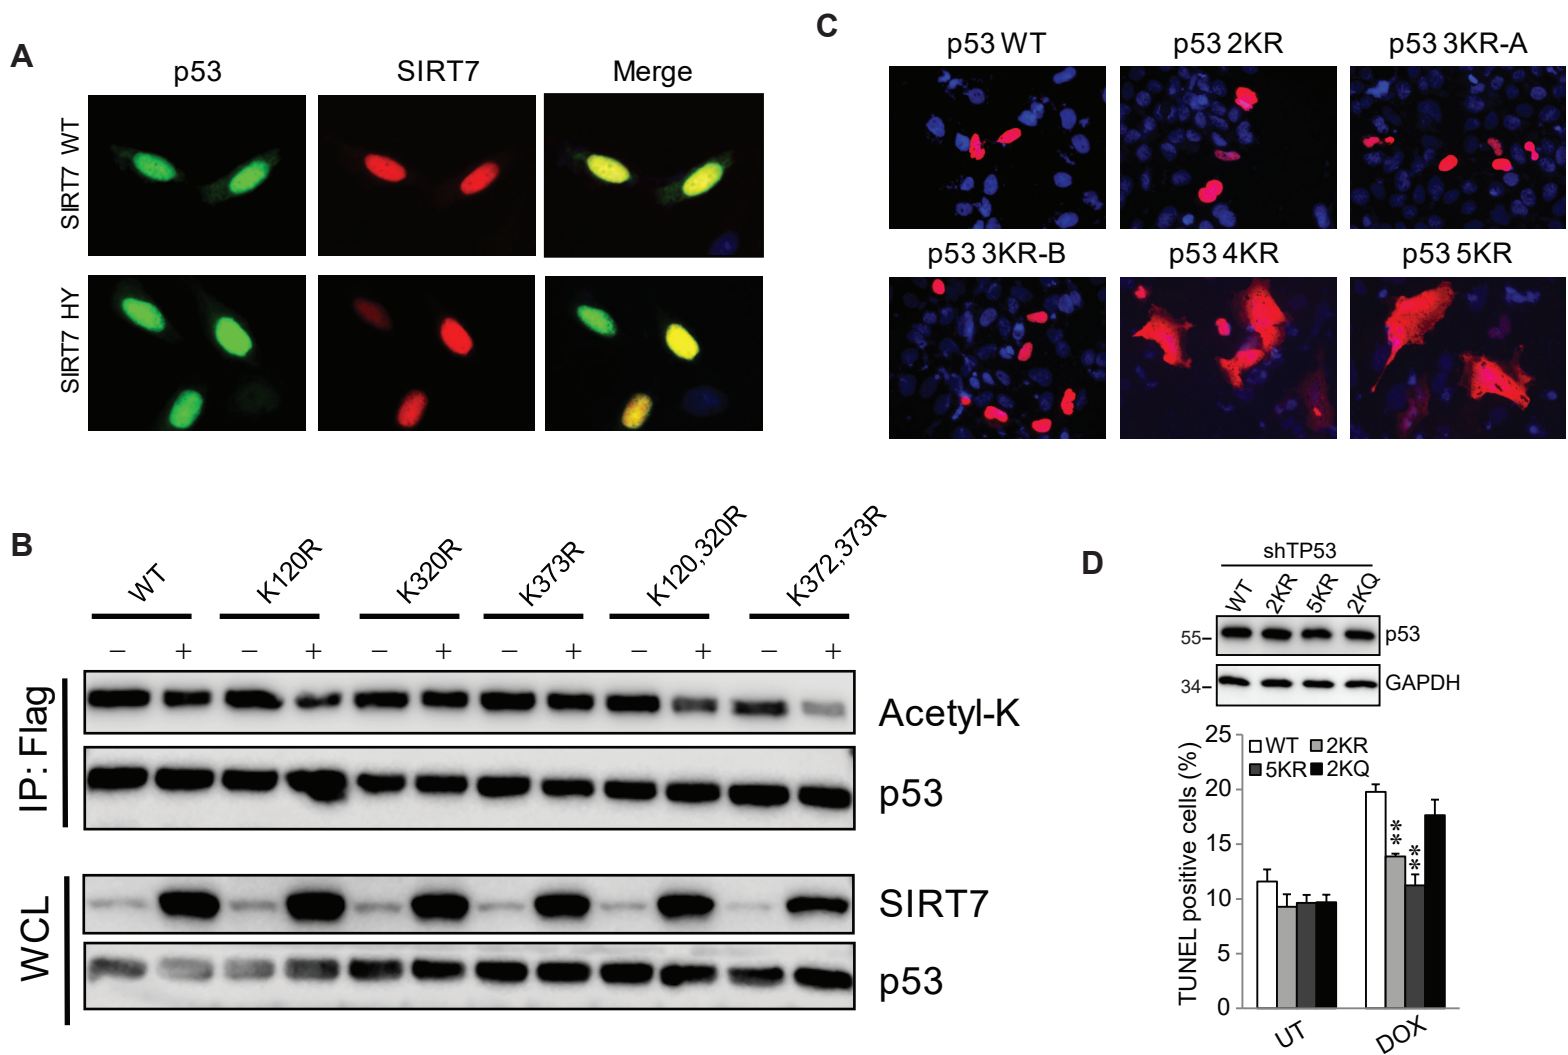 A
p53
SIRT7
Merge
SIRT7 WT
SIRT7 HY
C
p53 WT
p53 2KR
p53 3KR-A
p53 3KR-B
p53 4KR
p53 5KR
B
WT
K120R
K320R
K373R
K120,320R
K372,373R
− + − + − + − + − + − +
IP: Flag
Acetyl-K
p53
WCL
SIRT7
p53
D
shTP53
WT
2KR
5KR
2KQ
55
p53
34
GAPDH
TUNEL positive cells (%)
25
20
15
10
5
0
WT
2KR
5KR
2KQ
**
**
UT
DOX